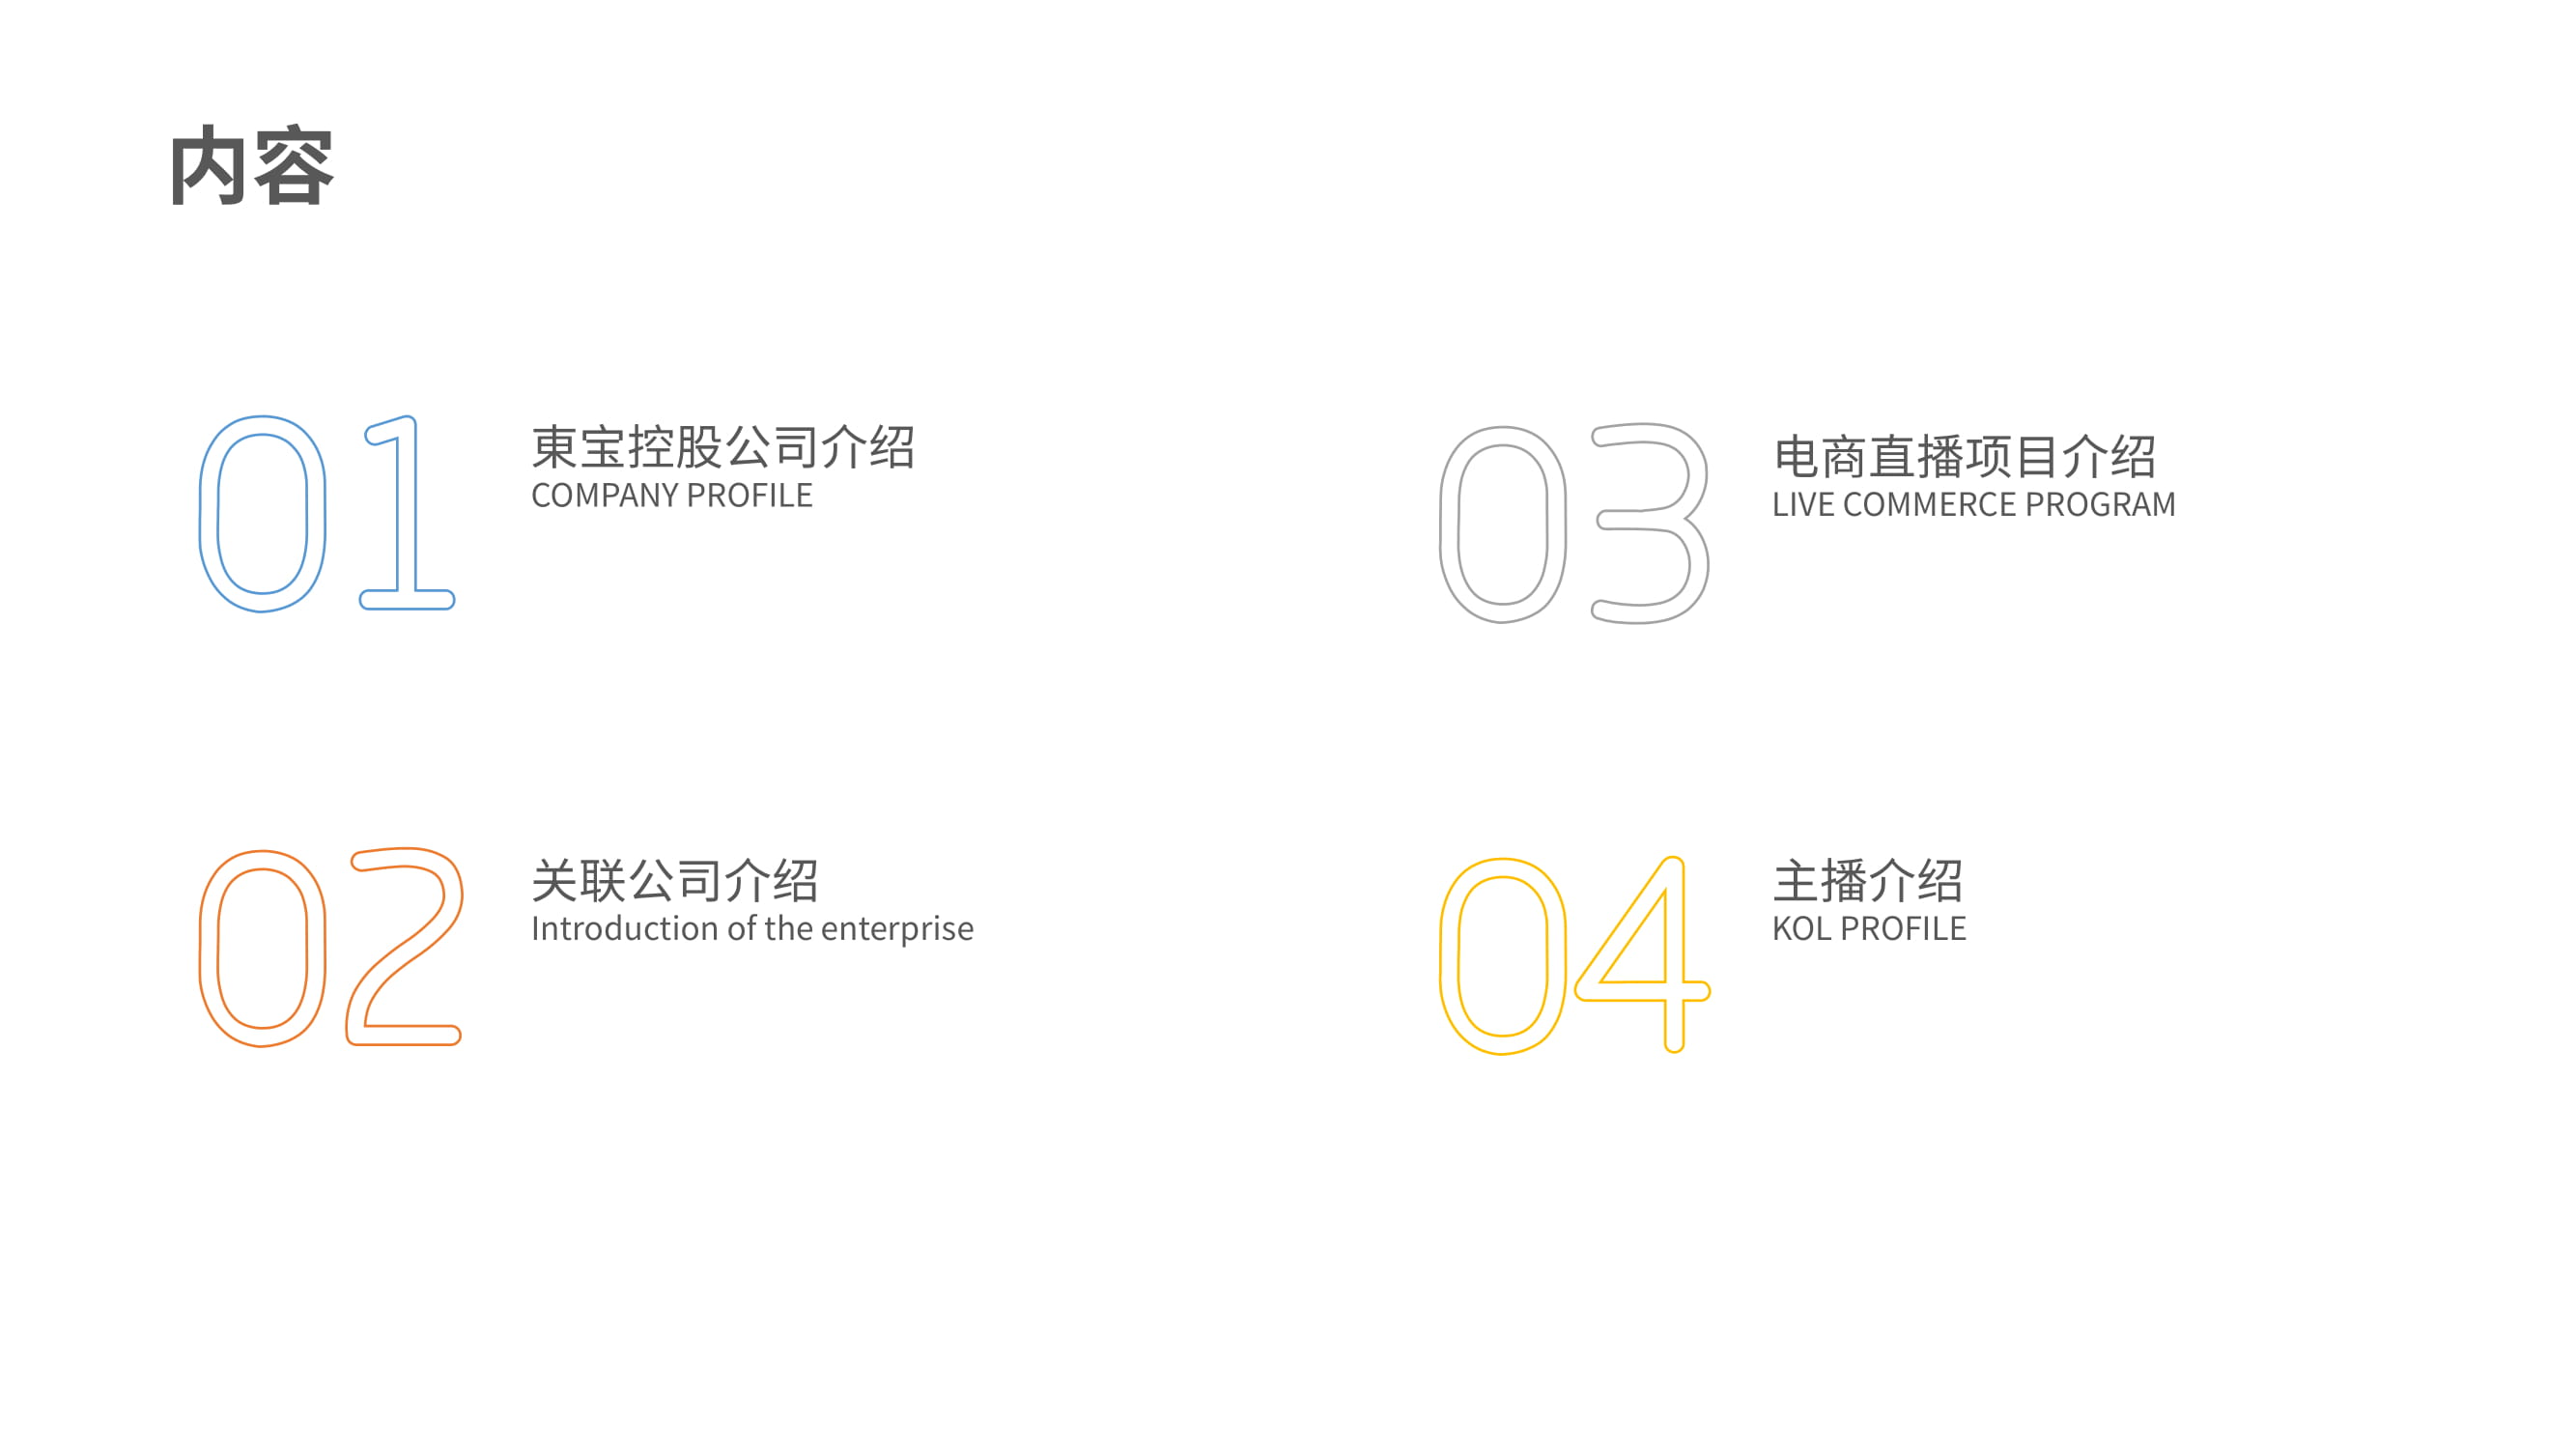 内容
01
東宝控股公司介绍
COMPANY PROFILE
02
关联公司介绍
Introduction of the enterprise
03
电商直播项目介绍
LIVE COMMERCE PROGRAM
04
主播介绍
KOL PROFILE